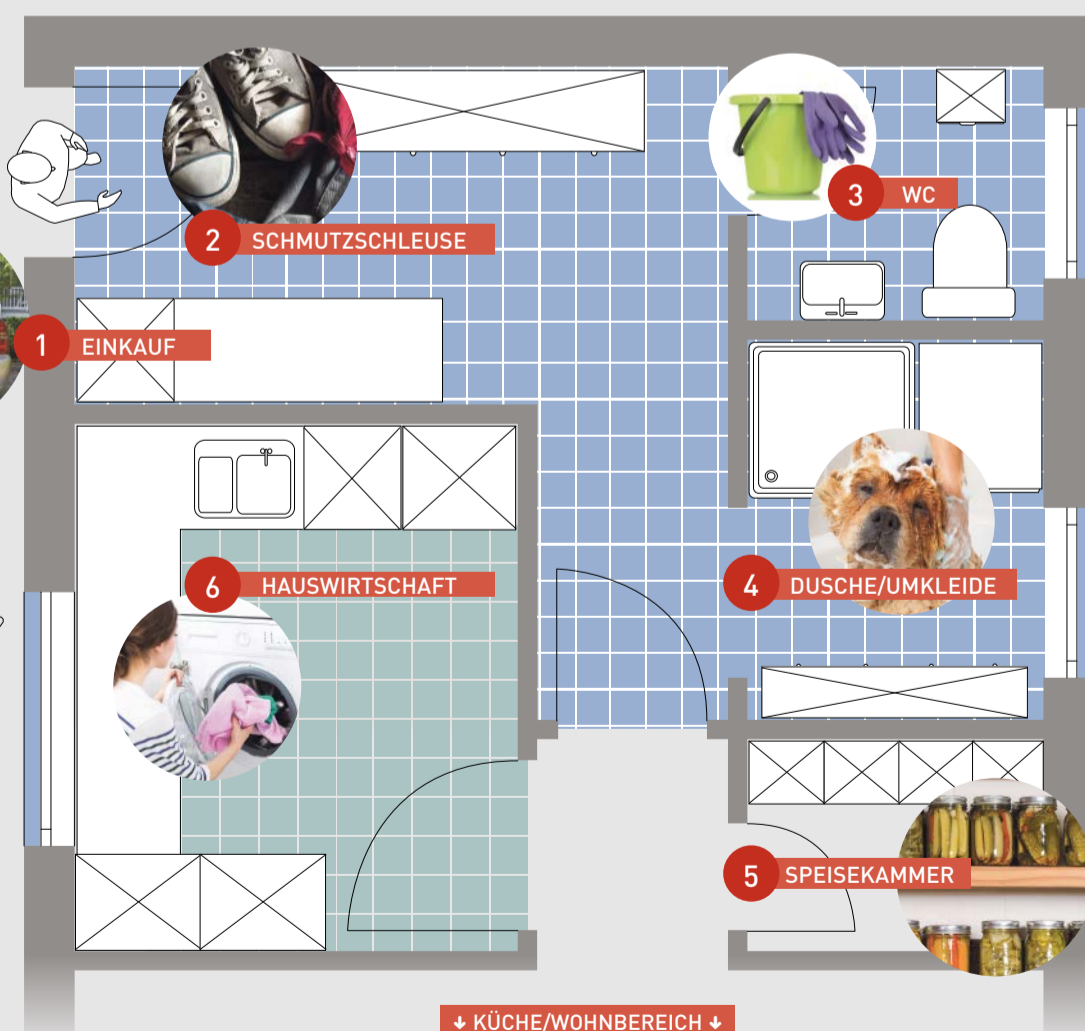 2 SCHMUTZSCHLEUSE
3 WC
1 EINKAUF
6 HAUSWIRTSCHAFT
4 DUSCHE/UMKLEIDE
5 SPEISEKAMMER
↓ KÜCHE/WOHNBEREICH ↓